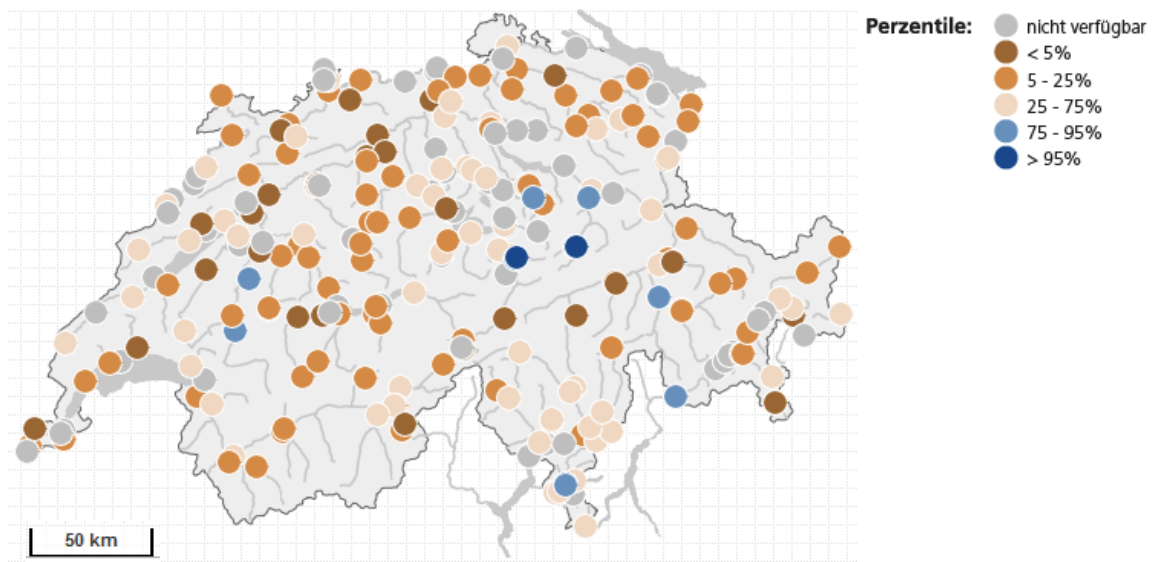 Perzentile:
nicht verfügbar
< 5%
5 - 25%
25 - 75%
75 - 95%
> 95%
50 km